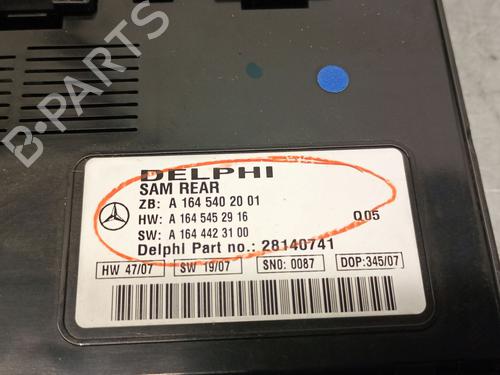 B-PARTS
DELPHI
SAM REAR
ZB: A 164 540 20 01
HW: A 164 545 29 16 Q05
SW: A 164 442 31 00
Delphi Part no.: 28140741
HW 47/07 SW 19/07 SNO: 0087 DOP:345/07